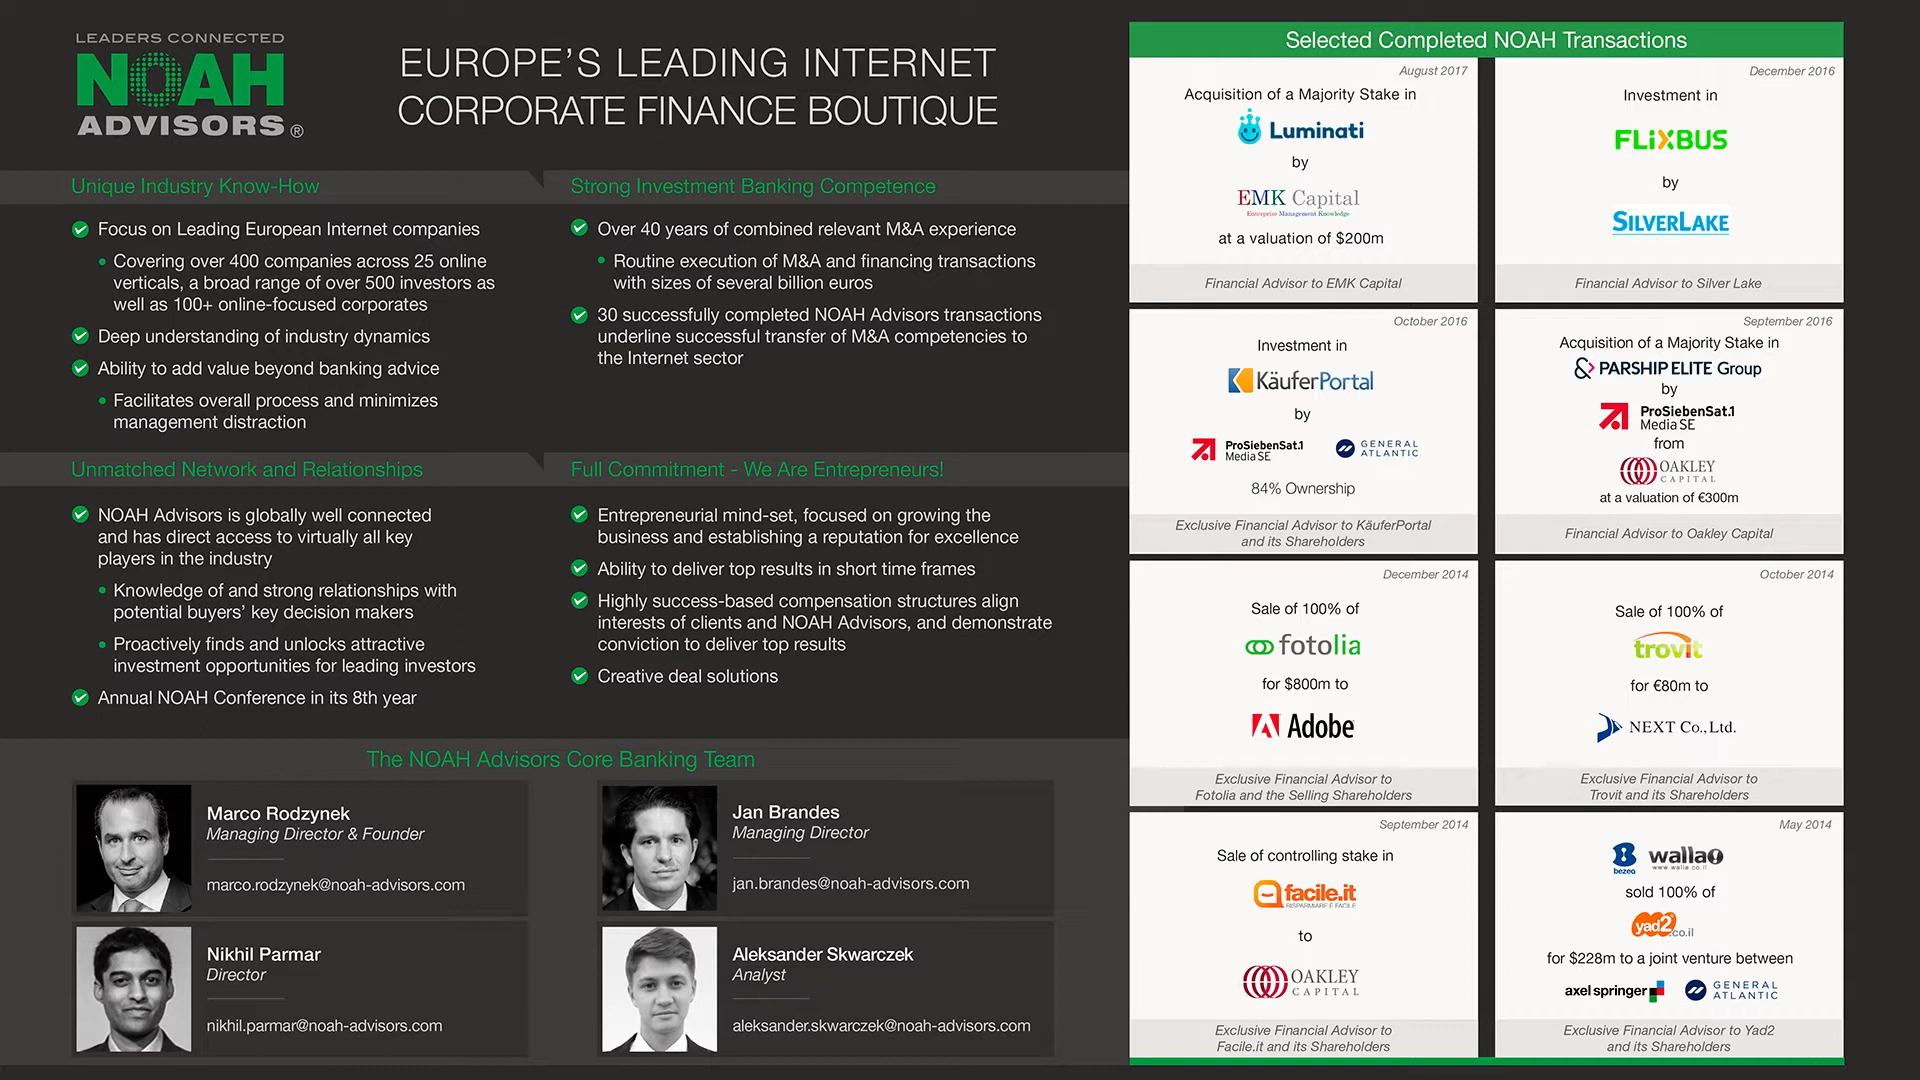 LEADERS CONNECTED
NOAH
ADVISORS®
EUROPE'S LEADING INTERNET
CORPORATE FINANCE BOUTIQUE
Unique Industry Know-How
Focus on Leading European Internet companies
• Covering over 400 companies across 25 online
verticals, a broad range of over 500 investors as
well as 100+ online-focused corporates
Deep understanding of industry dynamics
Ability to add value beyond banking advice
• Facilitates overall process and minimizes
management distraction
Strong Investment Banking Competence
Over 40 years of combined relevant M&A experience
• Routine execution of M&A and financing transactions
with sizes of several billion euros
30 successfully completed NOAH Advisors transactions
underline successful transfer of M&A competencies to
the Internet sector
Unmatched Network and Relationships
NOAH Advisors is globally well connected
and has direct access to virtually all key
players in the industry
• Knowledge of and strong relationships with
potential buyers' key decision makers
• Proactively finds and unlocks attractive
investment opportunities for leading investors
Annual NOAH Conference in its 8th year
Full Commitment - We Are Entrepreneurs!
Entrepreneurial mind-set, focused on growing the
business and establishing a reputation for excellence
Ability to deliver top results in short time frames
Highly success-based compensation structures align
interests of clients and NOAH Advisors, and demonstrate
conviction to deliver top results
Creative deal solutions
The NOAH Advisors Core Banking Team
Marco Rodzynek
Managing Director & Founder
marco.rodzynek@noah-advisors.com
Jan Brandes
Managing Director
jan.brandes@noah-advisors.com
Nikhil Parmar
Director
nikhil.parmar@noah-advisors.com
Aleksander Skwarczek
Analyst
aleksander.skwarczek@noah-advisors.com
Selected Completed NOAH Transactions
August 2017
Acquisition of a Majority Stake in
Luminati
by
EMK Capital
Enterprise Management Knowledge
at a valuation of $200m
Financial Advisor to EMK Capital
December 2016
Investment in
FLiXBUS
by
SILVERLAKE
Financial Advisor to Silver Lake
October 2016
Investment in
KäuferPortal
by
ProSiebenSat.1
Media SE
GENERAL
ATLANTIC
84% Ownership
Exclusive Financial Advisor to KäuferPortal
and its Shareholders
September 2016
Acquisition of a Majority Stake in
PARSHIP ELITE Group
by
ProSiebenSat.1
Media SE
from
OAKLEY
CAPITAL
at a valuation of €300m
Financial Advisor to Oakley Capital
December 2014
Sale of 100% of
fotolia
for $800m to
Adobe
Exclusive Financial Advisor to
Fotolia and the Selling Shareholders
October 2014
Sale of 100% of
trovit
for €80m to
NEXT Co., Ltd.
Exclusive Financial Advisor to
Trovit and its Shareholders
September 2014
Sale of controlling stake in
facile.it
RISPARMIARE È FACILE
to
OAKLEY
CAPITAL
Exclusive Financial Advisor to
Facile.it and its Shareholders
May 2014
bezeq
walla!
www.walla.co.il
sold 100% of
yad2.co.il
for $228m to a joint venture between
axel springer
GENERAL
ATLANTIC
Exclusive Financial Advisor to Yad2
and its Shareholders